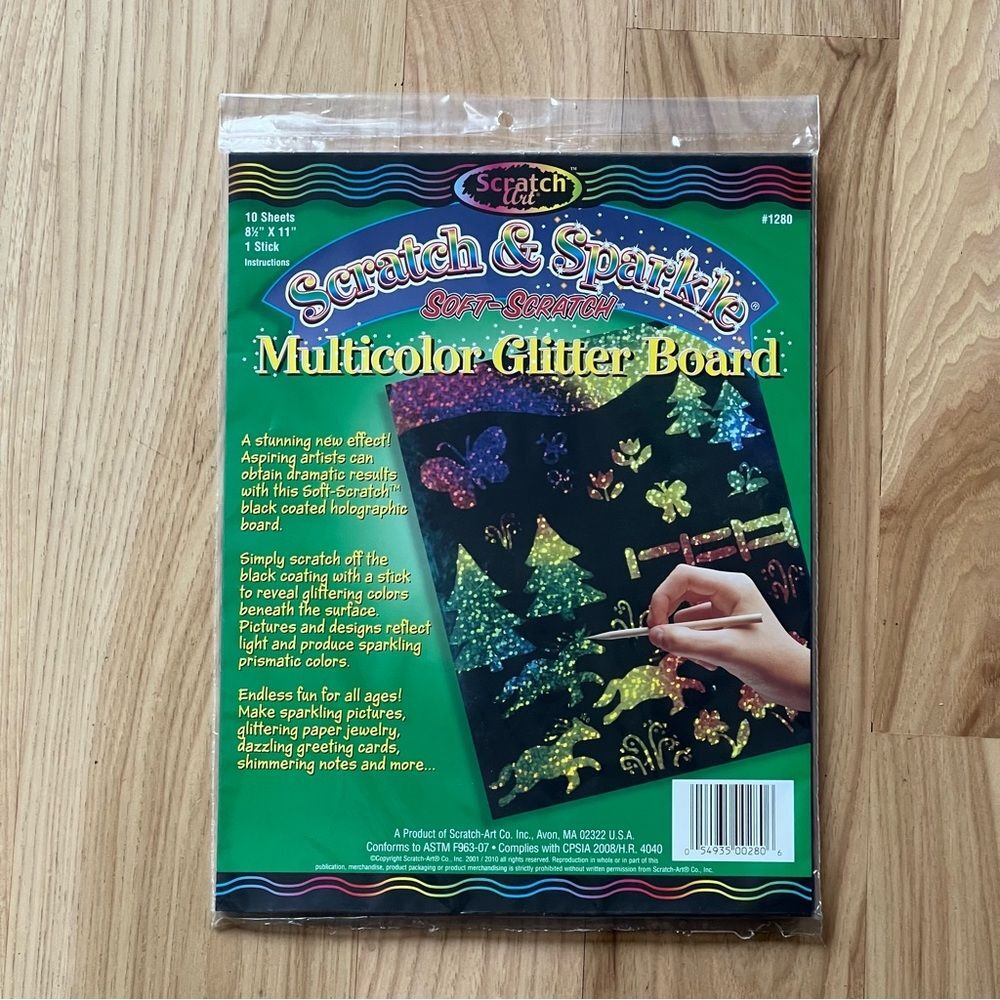 Scratch
Art®
™
10 Sheets
8½" X 11"
1 Stick
Instructions
#1280
Scratch & Sparkle®
SOFT-SCRATCH
Multicolor Glitter Board
A stunning new effect!
Aspiring artists can
obtain dramatic results
with this Soft-Scratch™
black coated holographic
board.
Simply scratch off the
black coating with a stick
to reveal glittering colors
beneath the surface.
Pictures and designs reflect
light and produce sparkling
prismatic colors.
Endless fun for all ages!
Make sparkling pictures,
glittering paper jewelry,
dazzling greeting cards,
shimmering notes and more...
A Product of Scratch-Art Co. Inc., Avon, MA 02322 U.S.A.
Conforms to ASTM F963-07 • Complies with CPSIA 2008/H.R. 4040
©Copyright Scratch-Art® Co., Inc. 2001 / 2010 all rights reserved. Reproduction in whole or in part of this
publication, merchandise, product packaging or product merchandising is strictly prohibited without written permission from Scratch-Art® Co., Inc.
0 54935 00280 6